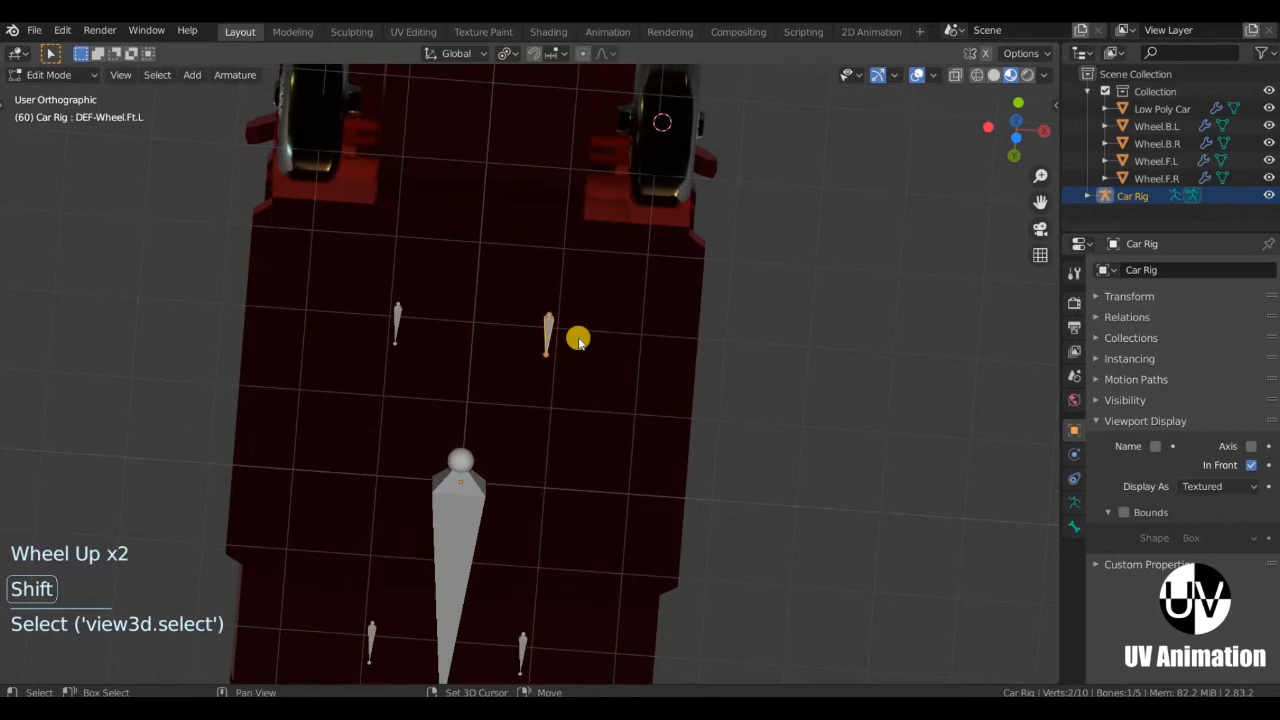 File Edit Render Window Help Layout Modeling Sculpting UV Editing Texture Paint Shading Animation Rendering Compositing Scripting 2D Animation + Scene View Layer
Global Options
Edit Mode View Select Add Armature
User Orthographic
(60) Car Rig : DEF-Wheel.Ft.L
X
Y
Z
Scene Collection
Collection
Low Poly Car
Wheel.B.L
Wheel.B.R
Wheel.F.L
Wheel.F.R
Car Rig
Car Rig
Car Rig
Transform
Relations
Collections
Instancing
Motion Paths
Visibility
Viewport Display
Name Axis
In Front
Display As Textured
Bounds
Shape Box
Custom Properties
Wheel Up x2
Shift
Select ('view3d.select')
UV
UV Animation
Select Box Select Pan View Set 3D Cursor Move Car Rig | Verts:2/10 | Bones:1/5 | Mem: 82.2 MiB | 2.83.2